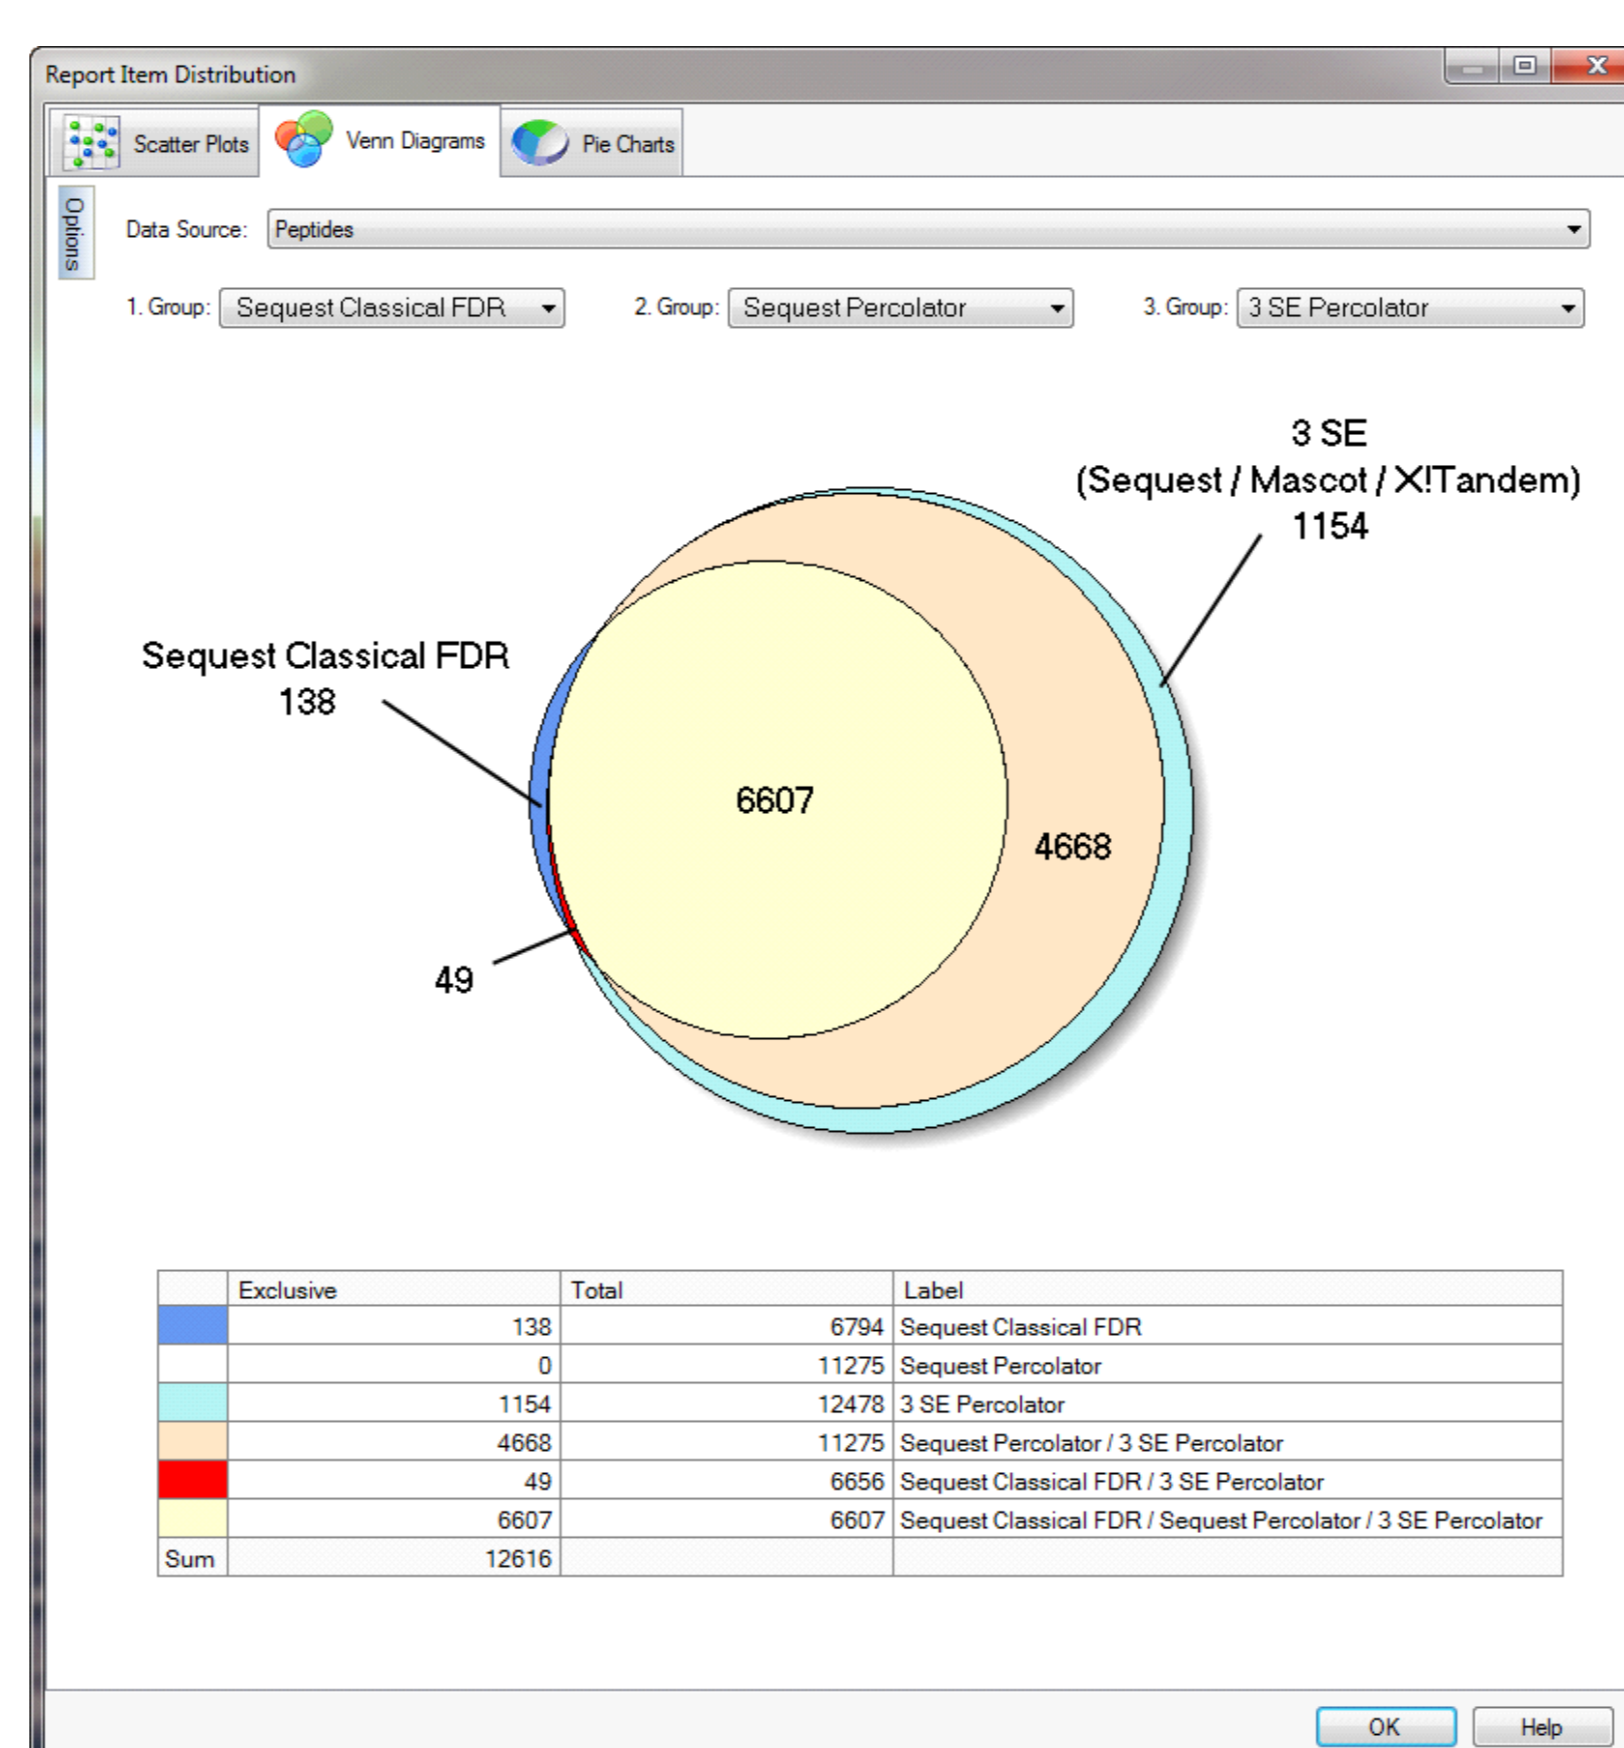 Report Item Distribution
Scatter Plots Venn Diagrams Pie Charts
Options
Data Source: Peptides
1. Group: Sequest Classical FDR 2. Group: Sequest Percolator 3. Group: 3 SE Percolator
3 SE
(Sequest / Mascot / X!Tandem)
1154
Sequest Classical FDR
138
6607
4668
49
Exclusive Total Label
138 6794 Sequest Classical FDR
0 11275 Sequest Percolator
1154 12478 3 SE Percolator
4668 11275 Sequest Percolator / 3 SE Percolator
49 6656 Sequest Classical FDR / 3 SE Percolator
6607 6607 Sequest Classical FDR / Sequest Percolator / 3 SE Percolator
Sum 12616
OK Help